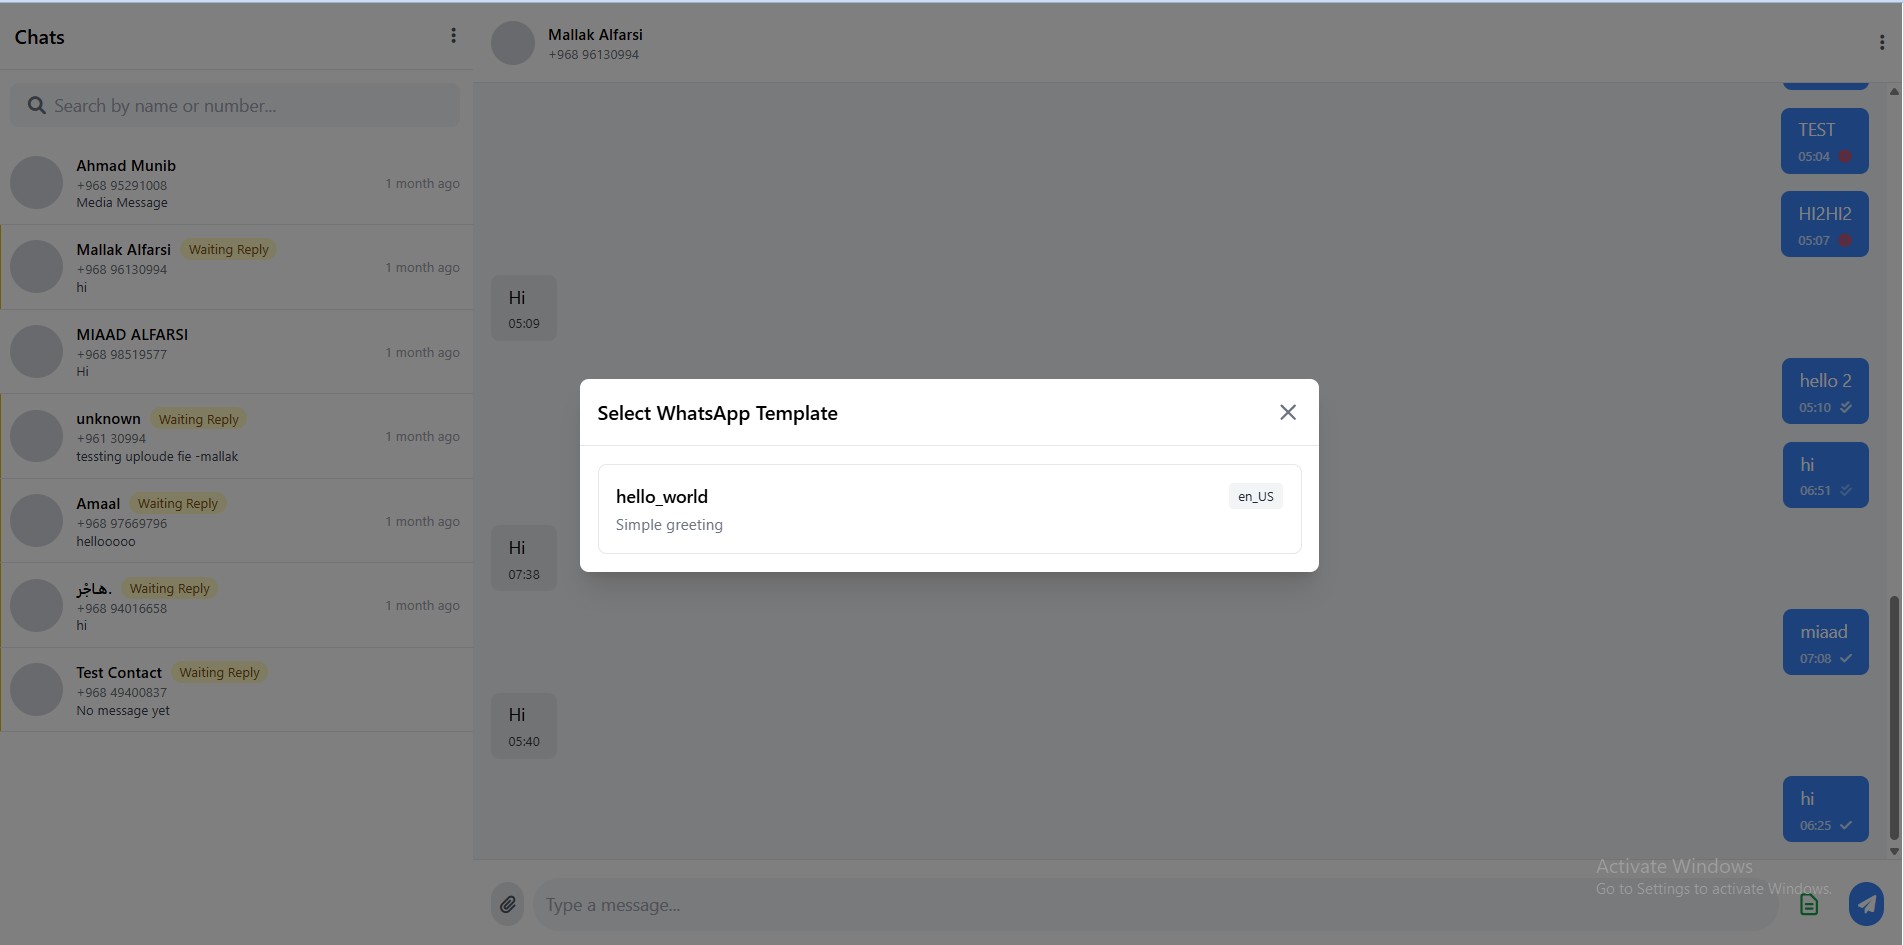 Chats
Search by name or number...
Ahmad Munib
+968 95291008
Media Message
1 month ago
Mallak Alfarsi
Waiting Reply
+968 96130994
hi
1 month ago
MIAAD ALFARSI
+968 98519577
Hi
1 month ago
unknown
Waiting Reply
+961 30994
tessting uploude fie -mallak
1 month ago
Amaal
Waiting Reply
+968 97669796
hellooooo
1 month ago
هاجْر.
Waiting Reply
+968 94016658
hi
1 month ago
Test Contact
Waiting Reply
+968 49400837
No message yet
Mallak Alfarsi
+968 96130994
TEST
05:04
HI2HI2
05:07
Hi
05:09
hello 2
05:10
hi
06:51
Select WhatsApp Template
hello_world
en_US
Simple greeting
Hi
07:38
miaad
07:08
Hi
05:40
hi
06:25
Activate Windows
Go to Settings to activate Windows.
Type a message...